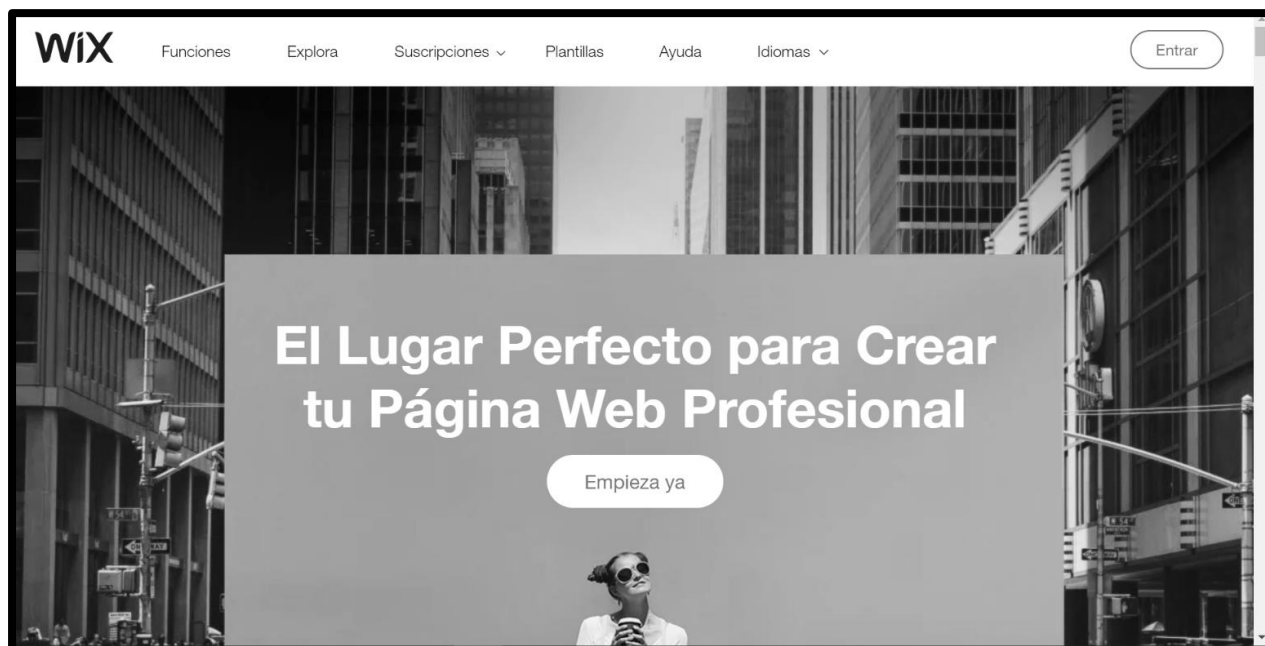 WiX
Funciones
Explora
Suscripciones
Plantillas
Ayuda
Idiomas
Entrar
El Lugar Perfecto para Crear
tu Página Web Profesional
Empieza ya